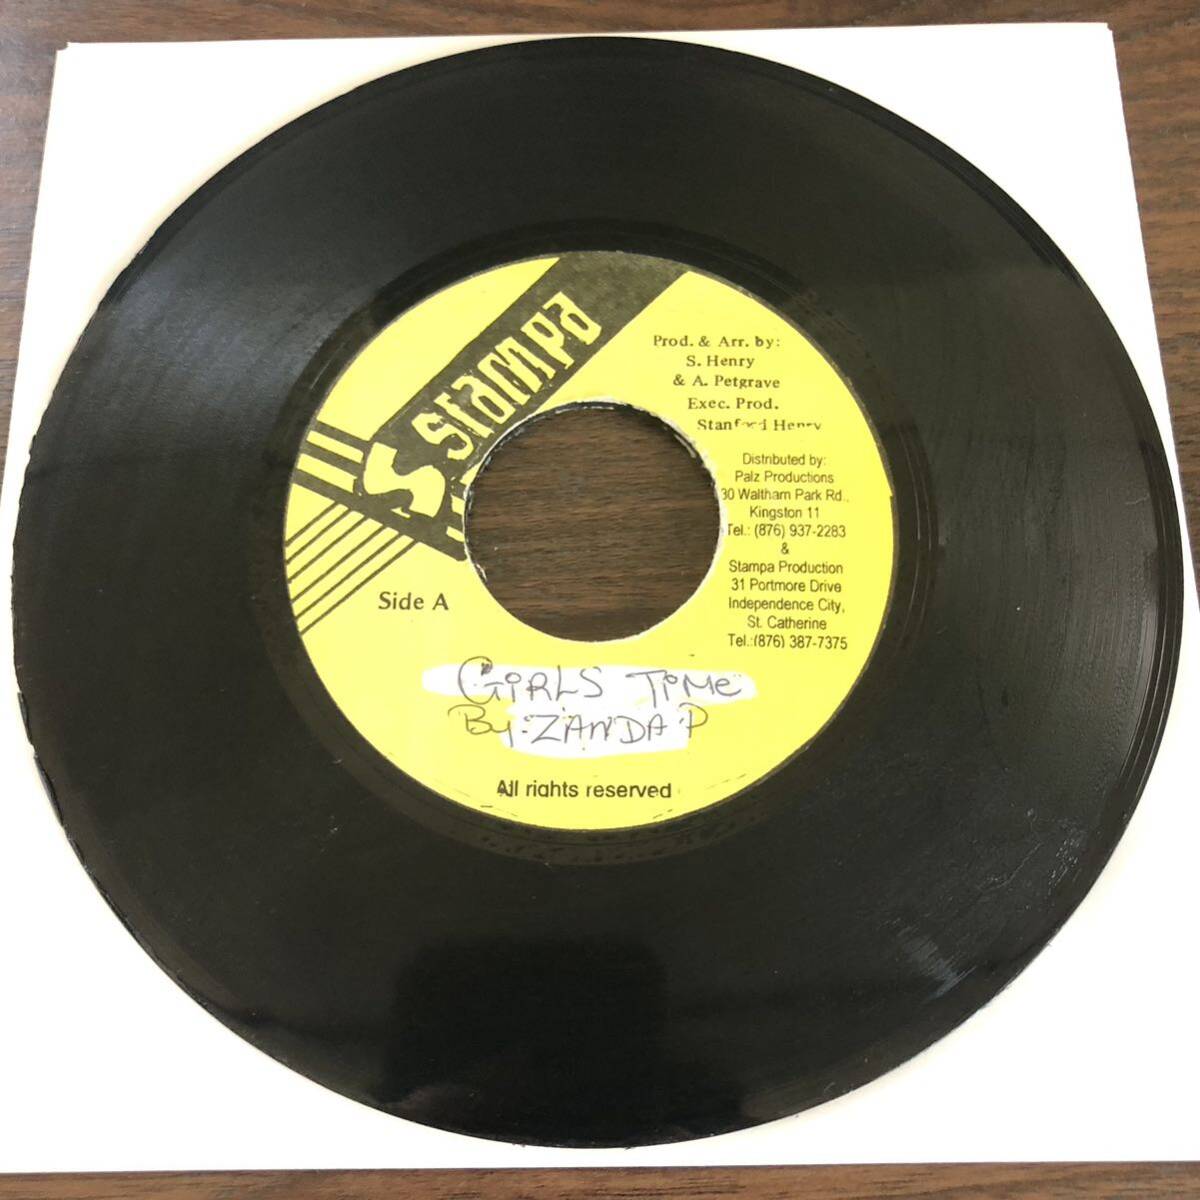 S Stampa
Prod. & Arr. by:
S. Henry
& A. Petgrave
Exec. Prod.
Stanford Henry
Distributed by:
Palz Productions
30 Waltham Park Rd.,
Kingston 11
Tel.: (876) 937-2283
&
Stampa Production
31 Portmore Drive
Independence City,
St. Catherine
Tel.:(876) 387-7375
Side A
GIRLS TIME
By: ZANDA P
All rights reserved